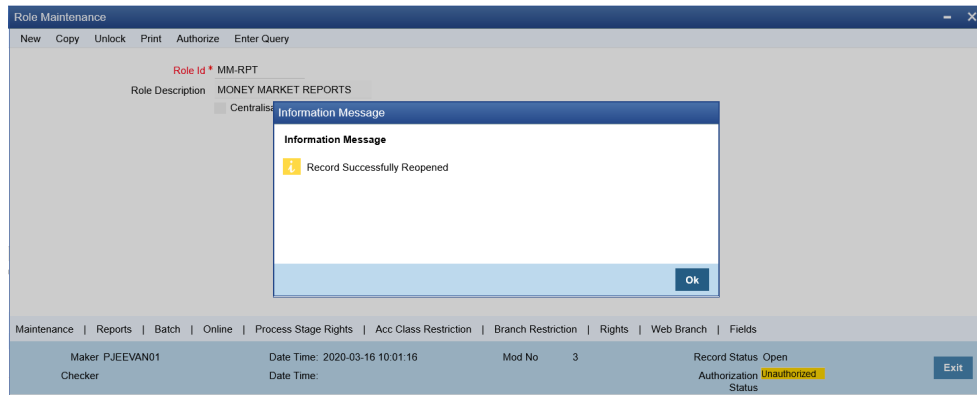 Role Maintenance
New Copy Unlock Print Authorize Enter Query
Role Id * MM-RPT
Role Description MONEY MARKET REPORTS
Centralisa
Information Message
Information Message
i Record Successfully Reopened
Ok
Maintenance | Reports | Batch | Online | Process Stage Rights | Acc Class Restriction | Branch Restriction | Rights | Web Branch | Fields
Maker PJEEVAN01 Date Time: 2020-03-16 10:01:16 Mod No 3 Record Status Open
Checker Date Time: Authorization Unauthorized
Status
Exit